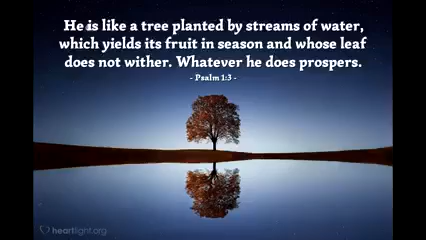 He is like a tree planted by streams of water,
which yields its fruit in season and whose leaf
does not wither. Whatever he does prospers.
- Psalm 1:3 -
heartlight.org